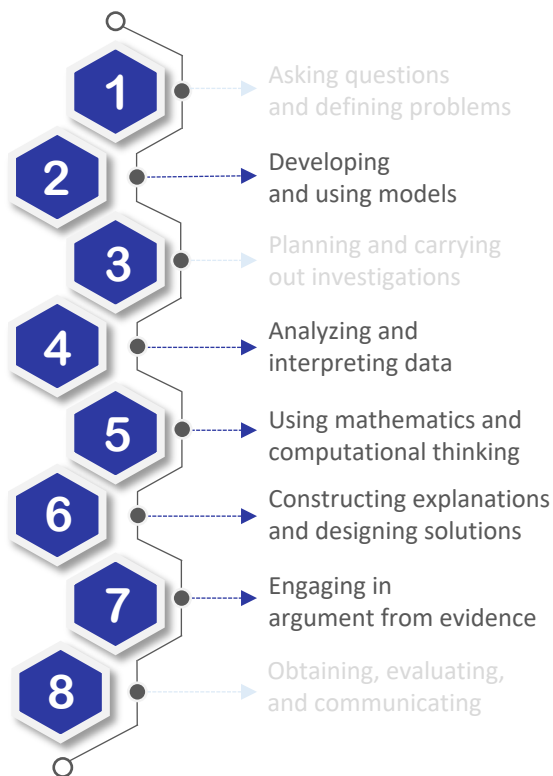 1
Asking questions
and defining problems
2
Developing
and using models
3
Planning and carrying
out investigations
4
Analyzing and
interpreting data
5
Using mathematics and
computational thinking
6
Constructing explanations
and designing solutions
7
Engaging in
argument from evidence
8
Obtaining, evaluating,
and communicating